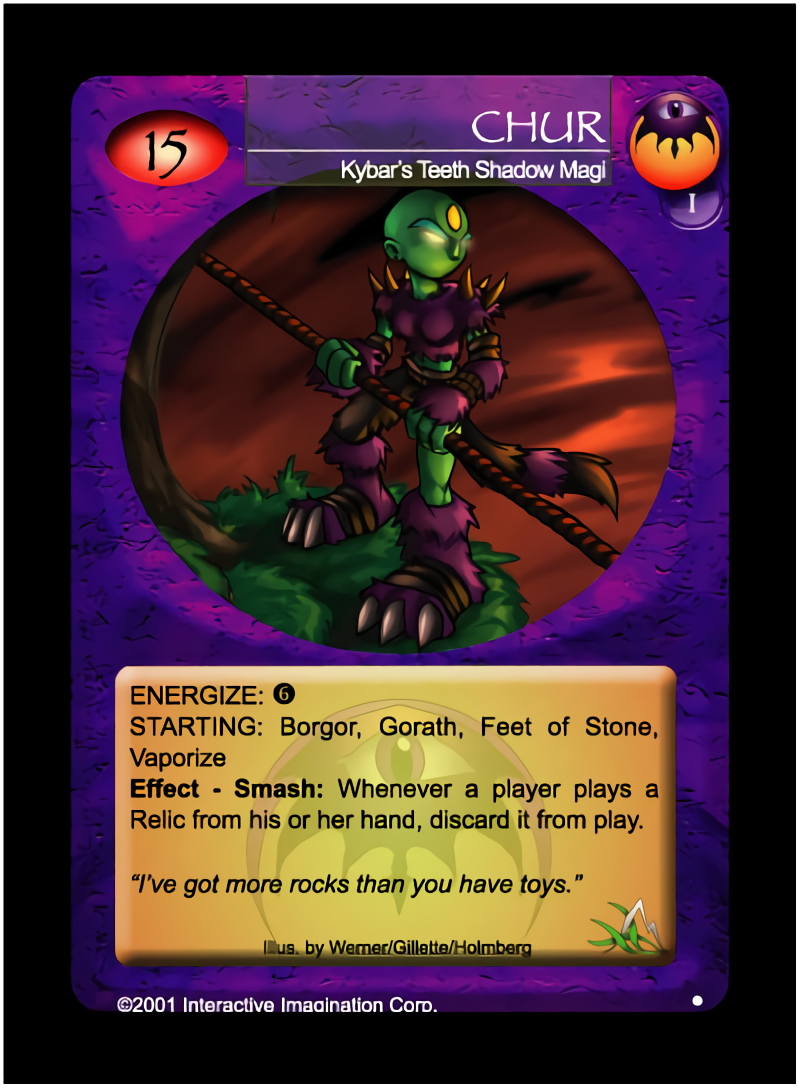 15
CHUR
Kybar's Teeth Shadow Magi
I
ENERGIZE: ❻
STARTING: Borgor, Gorath, Feet of Stone,
Vaporize
Effect - Smash: Whenever a player plays a
Relic from his or her hand, discard it from play.
“I've got more rocks than you have toys.”
Illus. by Werner/Gillette/Holmberg
©2001 Interactive Imagination Corp.